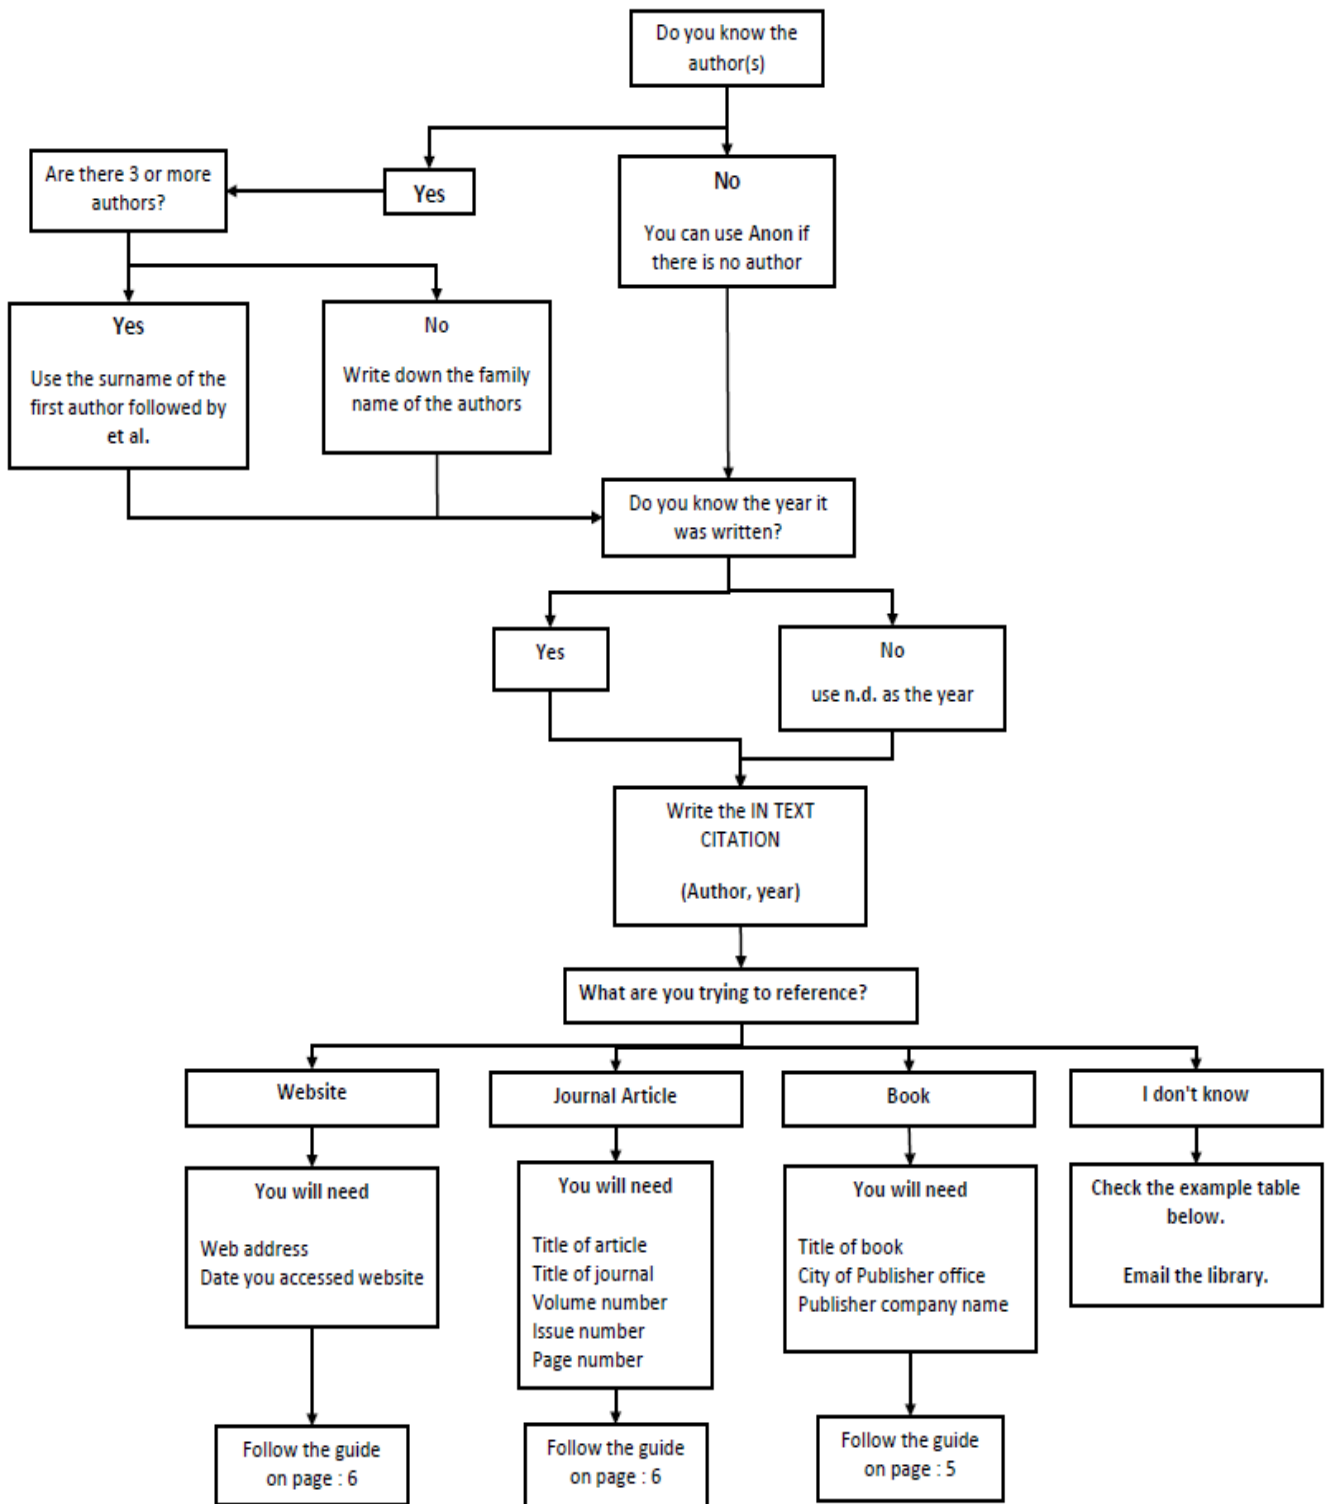 Do you know the
author(s)
Are there 3 or more
authors?
Yes
No
You can use Anon if
there is no author
Yes
Use the surname of the
first author followed by
et al.
No
Write down the family
name of the authors
Do you know the year it
was written?
Yes
No
use n.d. as the year
Write the IN TEXT
CITATION
(Author, year)
What are you trying to reference?
Website
Journal Article
Book
I don't know
You will need
Web address
Date you accessed website
You will need
Title of article
Title of journal
Volume number
Issue number
Page number
You will need
Title of book
City of Publisher office
Publisher company name
Check the example table
below.
Email the library.
Follow the guide
on page : 6
Follow the guide
on page : 6
Follow the guide
on page : 5